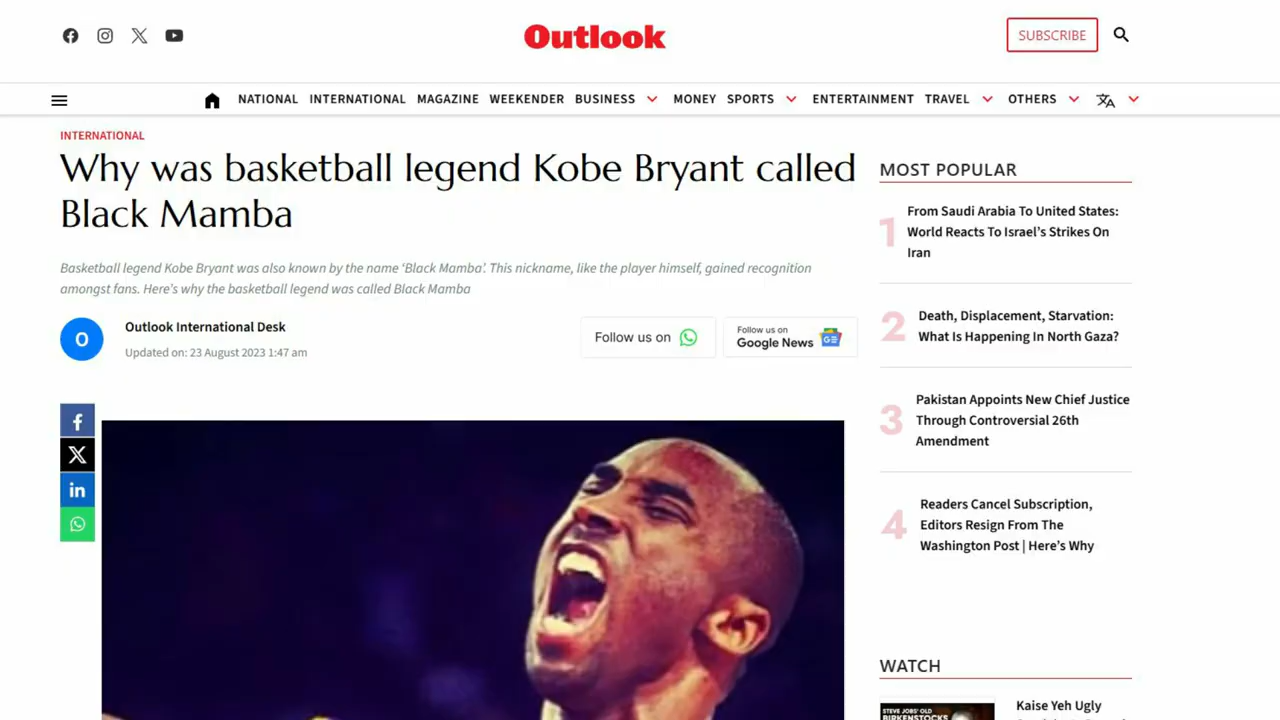 Outlook
SUBSCRIBE
NATIONAL INTERNATIONAL MAGAZINE WEEKENDER BUSINESS MONEY SPORTS ENTERTAINMENT TRAVEL OTHERS
INTERNATIONAL
Why was basketball legend Kobe Bryant called
Black Mamba
Basketball legend Kobe Bryant was also known by the name ‘Black Mamba’. This nickname, like the player himself, gained recognition
amongst fans. Here’s why the basketball legend was called Black Mamba
O
Outlook International Desk
Updated on: 23 August 2023 1:47 am
Follow us on
Follow us on
Google News
MOST POPULAR
1
From Saudi Arabia To United States:
World Reacts To Israel’s Strikes On
Iran
2
Death, Displacement, Starvation:
What Is Happening In North Gaza?
3
Pakistan Appoints New Chief Justice
Through Controversial 26th
Amendment
4
Readers Cancel Subscription,
Editors Resign From The
Washington Post | Here’s Why
WATCH
STEVE JOBS' OLD
BIRKENSTOCKS
Kaise Yeh Ugly